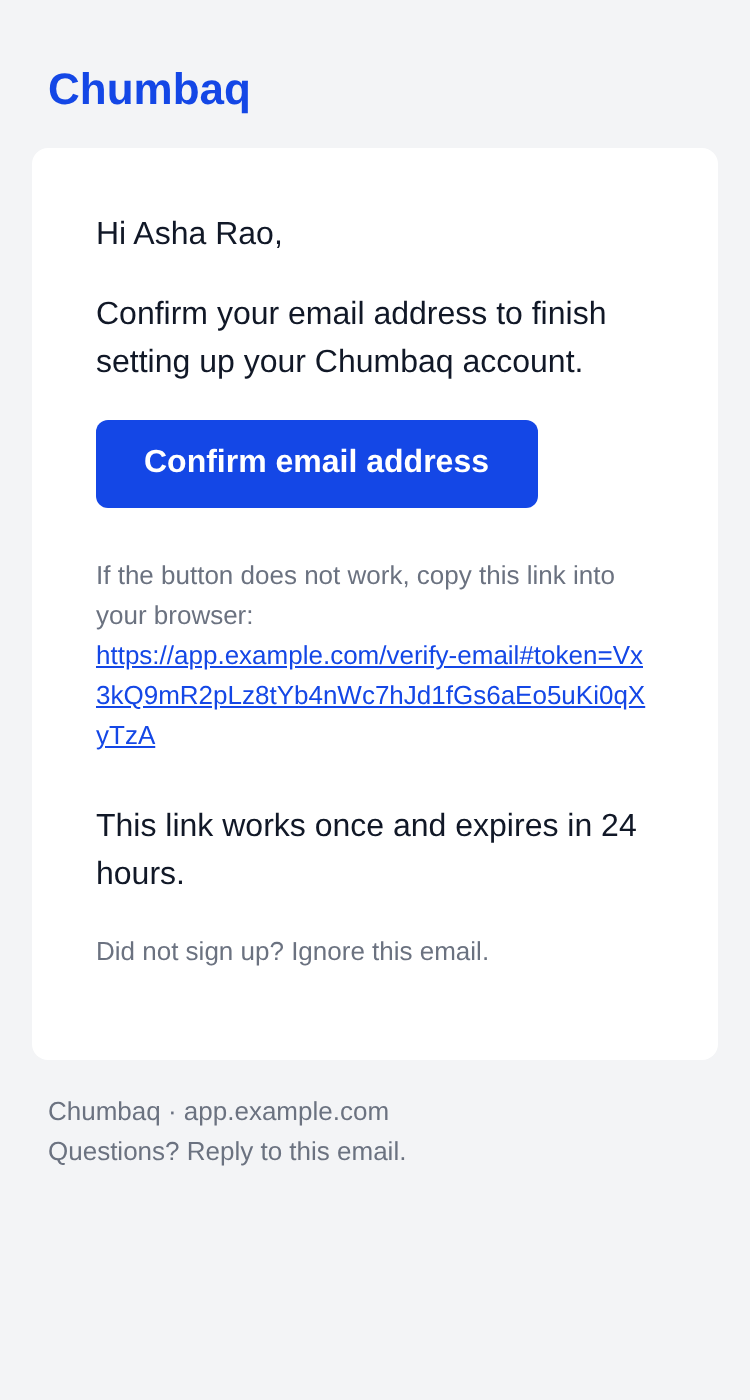 Chumbaq
Hi Asha Rao,
Confirm your email address to finish
setting up your Chumbaq account.
Confirm email address
If the button does not work, copy this link into
your browser:
https://app.example.com/verify-email#token=Vx
3kQ9mR2pLz8tYb4nWc7hJd1fGs6aEo5uKi0qX
yTzA
This link works once and expires in 24
hours.
Did not sign up? Ignore this email.
Chumbaq · app.example.com
Questions? Reply to this email.